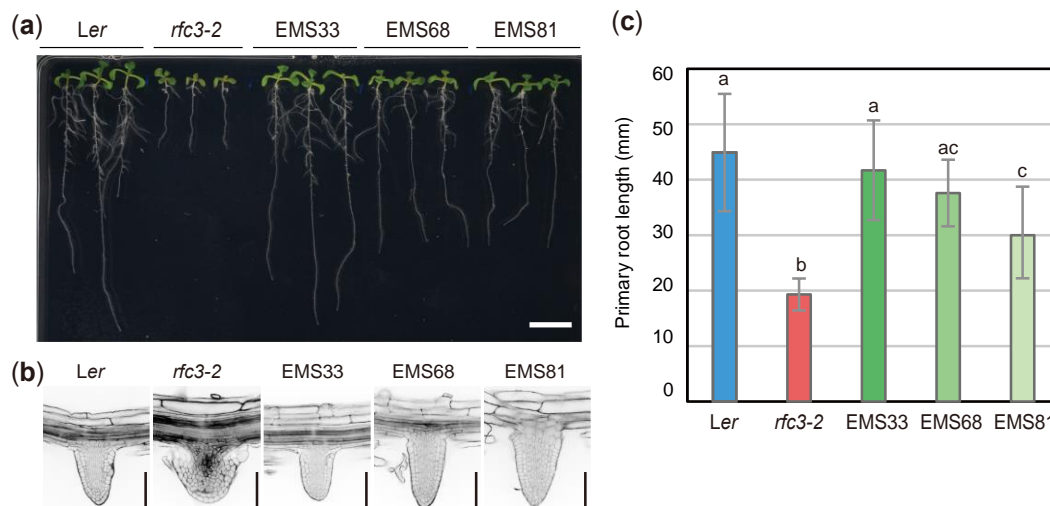 (a)
Ler rfc3-2 EMS33 EMS68 EMS81
(b)
Ler rfc3-2 EMS33 EMS68 EMS81
(c)
Primary root length (mm)
60
50
40
30
20
10
0
a b a ac c
Ler rfc3-2 EMS33 EMS68 EMS81